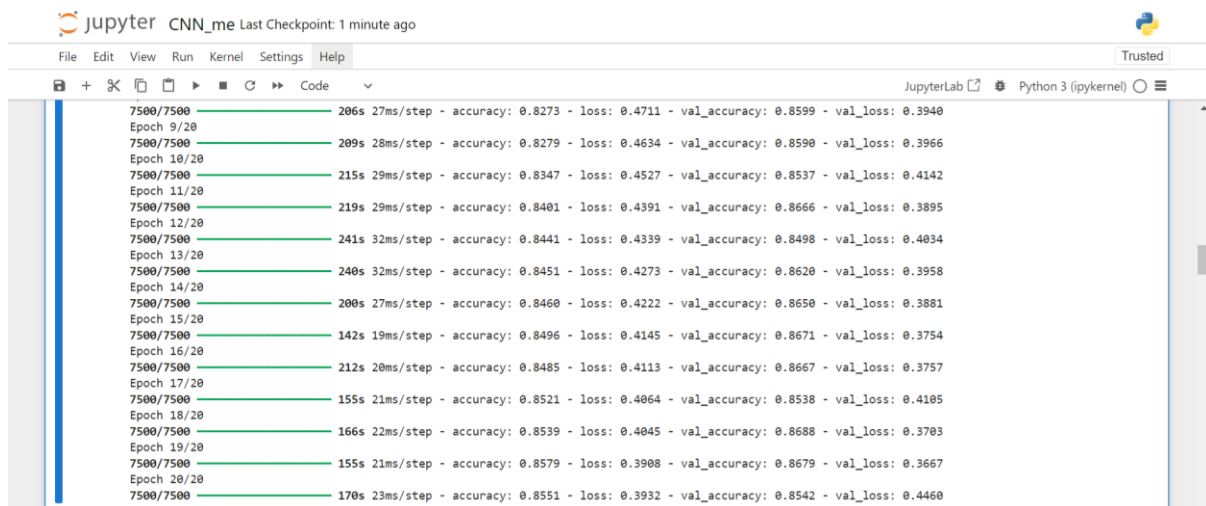 jupyter CNN_me Last Checkpoint: 1 minute ago
File Edit View Run Kernel Settings Help Trusted
Code JupyterLab Python 3 (ipykernel)
7500/7500 206s 27ms/step - accuracy: 0.8273 - loss: 0.4711 - val_accuracy: 0.8599 - val_loss: 0.3940
Epoch 9/20
7500/7500 209s 28ms/step - accuracy: 0.8279 - loss: 0.4634 - val_accuracy: 0.8590 - val_loss: 0.3966
Epoch 10/20
7500/7500 215s 29ms/step - accuracy: 0.8347 - loss: 0.4527 - val_accuracy: 0.8537 - val_loss: 0.4142
Epoch 11/20
7500/7500 219s 29ms/step - accuracy: 0.8401 - loss: 0.4391 - val_accuracy: 0.8666 - val_loss: 0.3895
Epoch 12/20
7500/7500 241s 32ms/step - accuracy: 0.8441 - loss: 0.4339 - val_accuracy: 0.8498 - val_loss: 0.4034
Epoch 13/20
7500/7500 240s 32ms/step - accuracy: 0.8451 - loss: 0.4273 - val_accuracy: 0.8620 - val_loss: 0.3958
Epoch 14/20
7500/7500 200s 27ms/step - accuracy: 0.8460 - loss: 0.4222 - val_accuracy: 0.8650 - val_loss: 0.3881
Epoch 15/20
7500/7500 142s 19ms/step - accuracy: 0.8496 - loss: 0.4145 - val_accuracy: 0.8671 - val_loss: 0.3754
Epoch 16/20
7500/7500 212s 20ms/step - accuracy: 0.8485 - loss: 0.4113 - val_accuracy: 0.8667 - val_loss: 0.3757
Epoch 17/20
7500/7500 155s 21ms/step - accuracy: 0.8521 - loss: 0.4064 - val_accuracy: 0.8538 - val_loss: 0.4105
Epoch 18/20
7500/7500 166s 22ms/step - accuracy: 0.8539 - loss: 0.4045 - val_accuracy: 0.8688 - val_loss: 0.3703
Epoch 19/20
7500/7500 155s 21ms/step - accuracy: 0.8579 - loss: 0.3908 - val_accuracy: 0.8679 - val_loss: 0.3667
Epoch 20/20
7500/7500 170s 23ms/step - accuracy: 0.8551 - loss: 0.3932 - val_accuracy: 0.8542 - val_loss: 0.4460